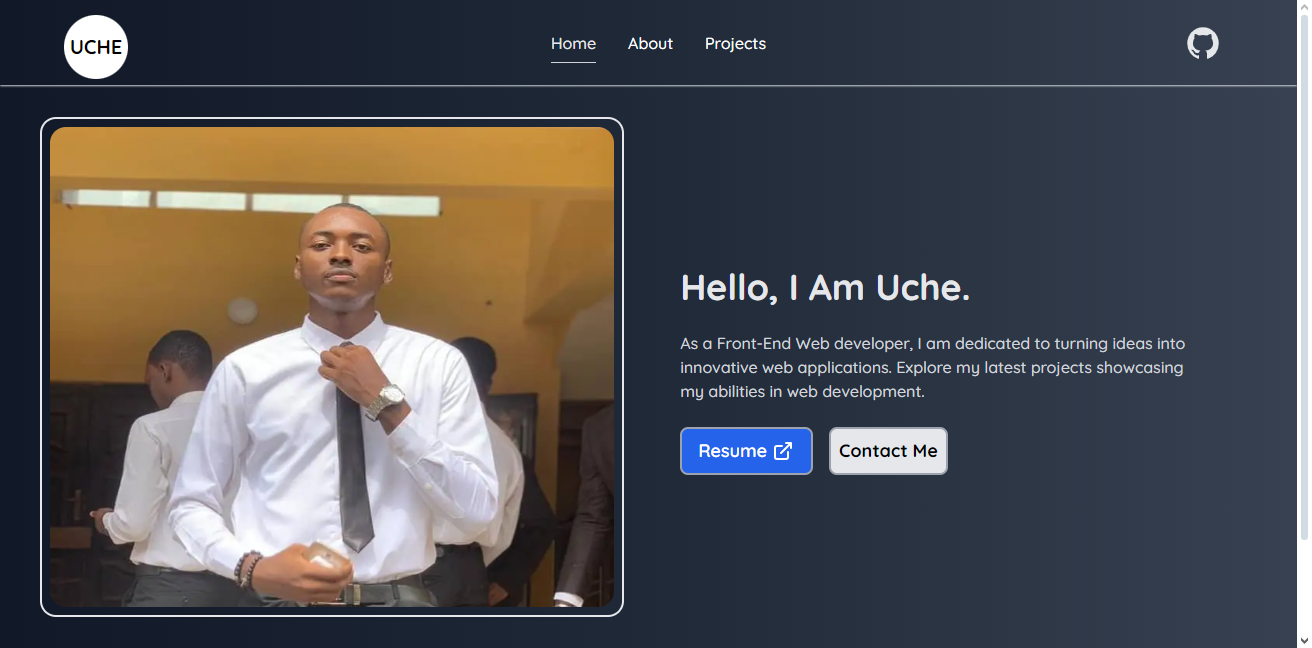 UCHE
Home About Projects
Hello, I Am Uche.
As a Front-End Web developer, I am dedicated to turning ideas into
innovative web applications. Explore my latest projects showcasing
my abilities in web development.
Resume
Contact Me